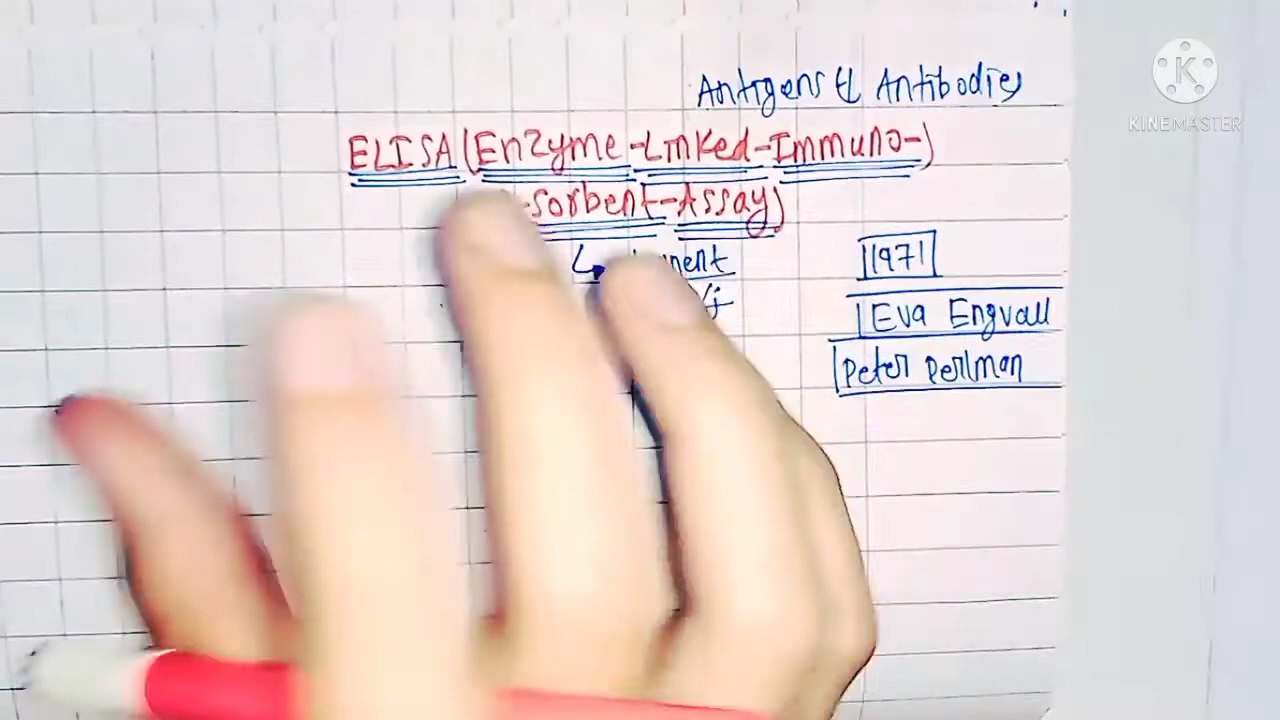 Antigens & Antibodies
ELISA (Enzyme-Linked-Immuno-)
-sorbent-Assay)
1971
Eva Engvall
Peter Perlman
K
KINEMASTER